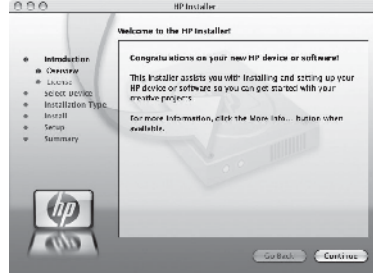 HP Installer
Welcome to the HP Installer!
Introduction
Overview
License
Select Device
Installation Type
Install
Setup
Summary
Congratulations on your new HP device or software!
This installer assists you with installing and setting up your
HP device or software so you can get started with your
creative projects.
For more information, click the More Info... button when
available.
hp
Go Back
Continue